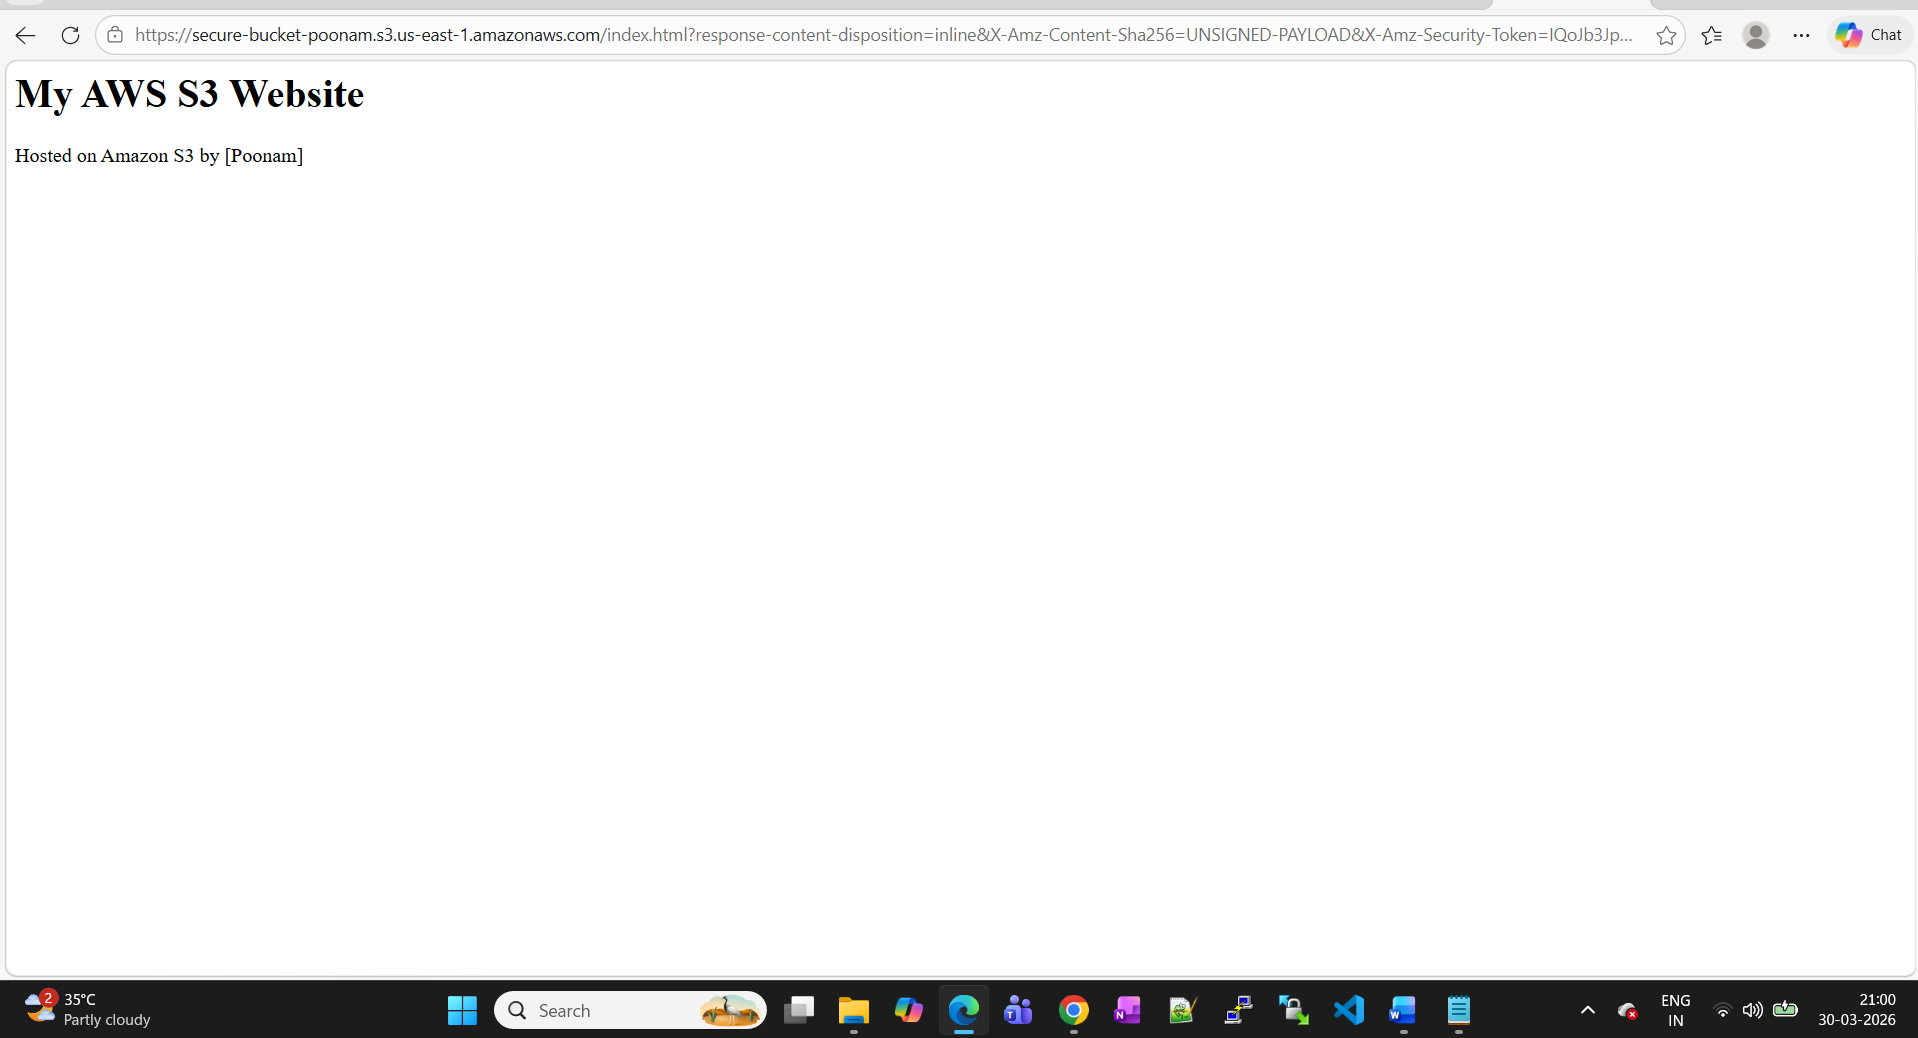 https://secure-bucket-poonam.s3.us-east-1.amazonaws.com/index.html?response-content-disposition=inline&X-Amz-Content-Sha256=UNSIGNED-PAYLOAD&X-Amz-Security-Token=IQoJb3Jp...
Chat
My AWS S3 Website
Hosted on Amazon S3 by [Poonam]
2
35°C
Partly cloudy
Search
ENG
IN
21:00
30-03-2026